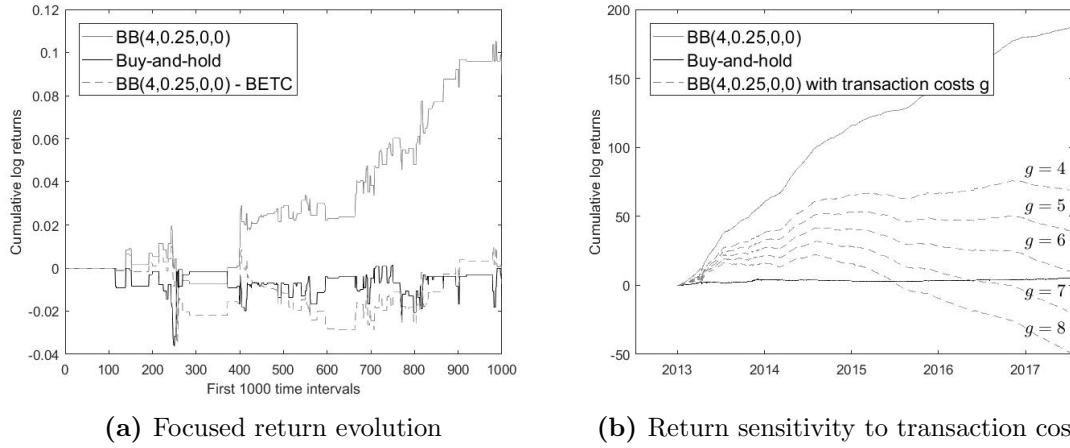 BB(4,0.25,0,0)
Buy-and-hold
BB(4,0.25,0,0) - BETC
0.12
0.1
0.08
0.06
0.04
0.02
0
-0.02
-0.04
Cumulative log returns
0
100
200
300
400
500
600
700
800
900
1000
First 1000 time intervals
(a) Focused return evolution
BB(4,0.25,0,0)
Buy-and-hold
BB(4,0.25,0,0) with transaction costs g
200
150
100
50
0
-50
Cumulative log returns
g = 4
g = 5
g = 6
g = 7
g = 8
2013
2014
2015
2016
2017
(b) Return sensitivity to transaction cos